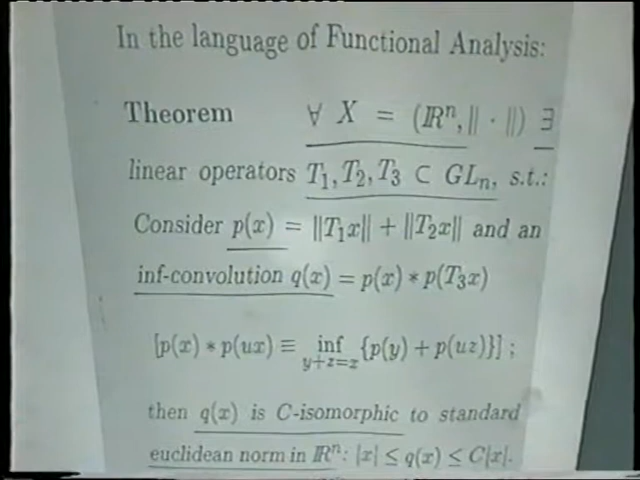 In the language of Functional Analysis:
Theorem ∀ X = (ℝⁿ, ‖ · ‖) ∃
linear operators T₁, T₂, T₃ ⊂ GLₙ, s.t.:
Consider p(x) = ‖T₁x‖ + ‖T₂x‖ and an
inf-convolution q(x) = p(x) * p(T₃x)
[p(x) * p(ux) ≡ inf_{y+z=x} {p(y) + p(uz)}] ;
then q(x) is C-isomorphic to standard
euclidean norm in ℝⁿ: |x| ≤ q(x) ≤ C|x|.